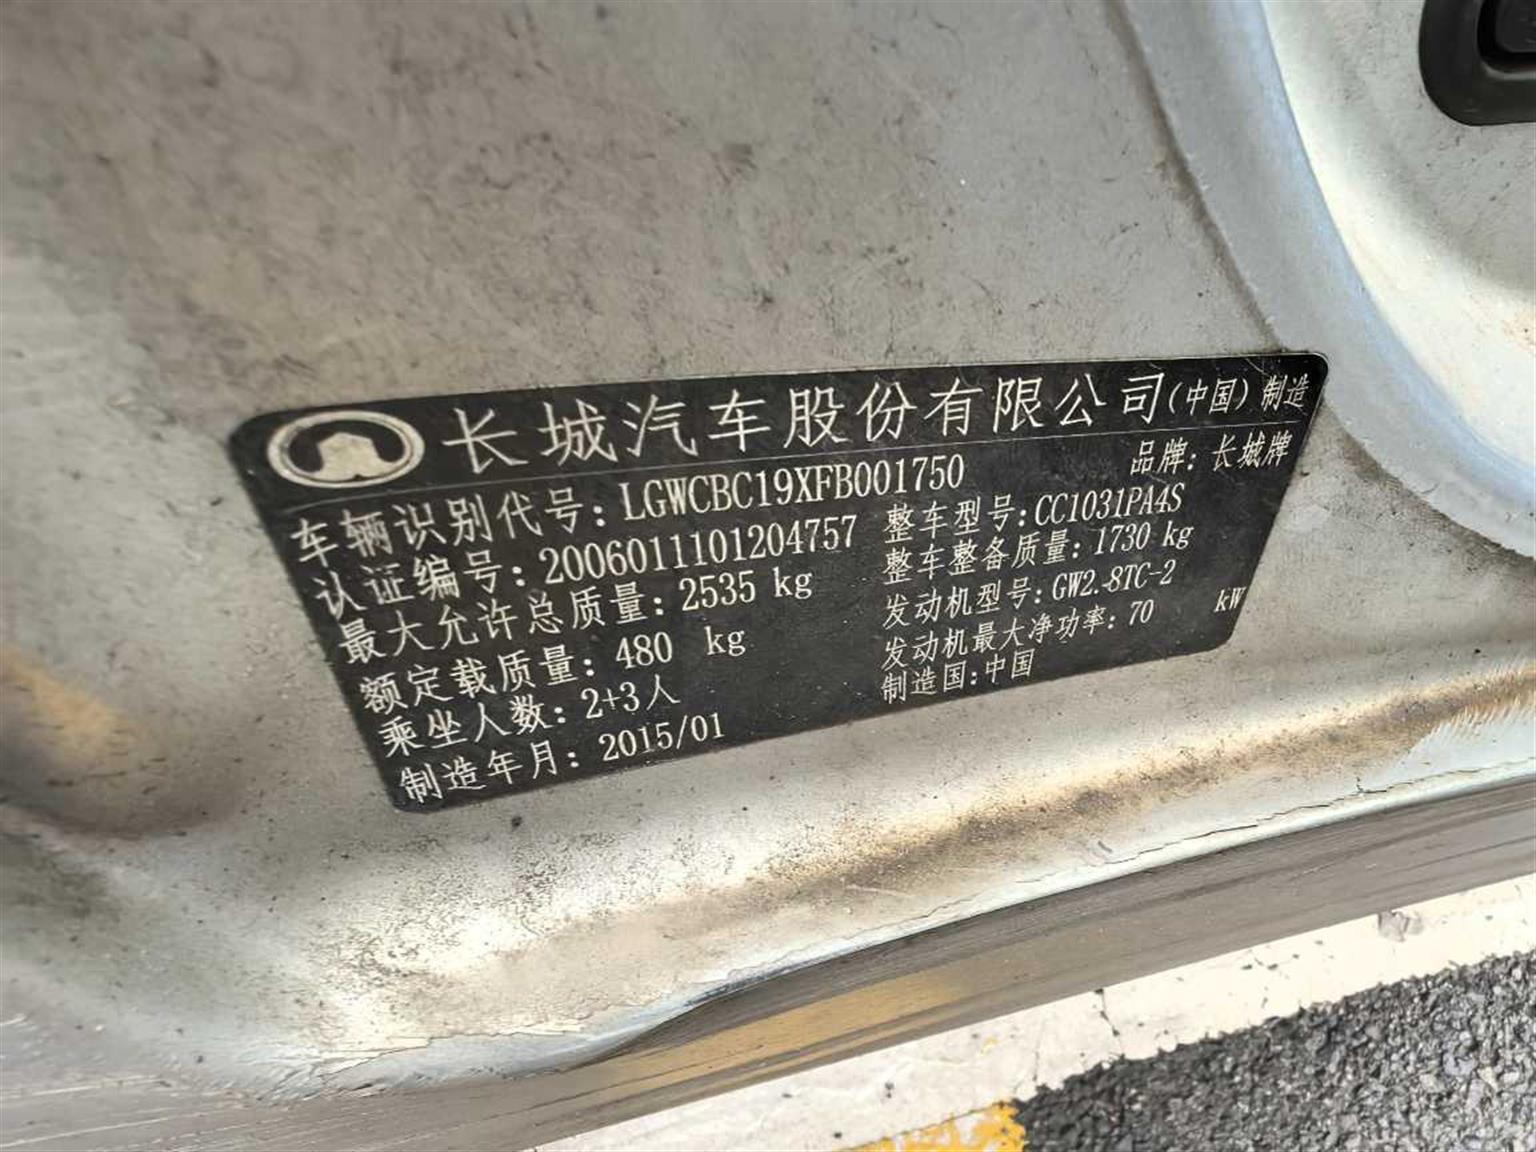 长城汽车股份有限公司(中国)制造
品牌: 长城牌
车辆识别代号: LGWCBC19XFB001750
整车型号: CC1031PA4S
认证编号: 2006011101204757
整车整备质量: 1730 kg
最大允许总质量: 2535 kg
发动机型号: GW2.8TC-2
额定载质量: 480 kg
发动机最大净功率: 70 kW
乘坐人数: 2+3人
制造国: 中国
制造年月: 2015/01